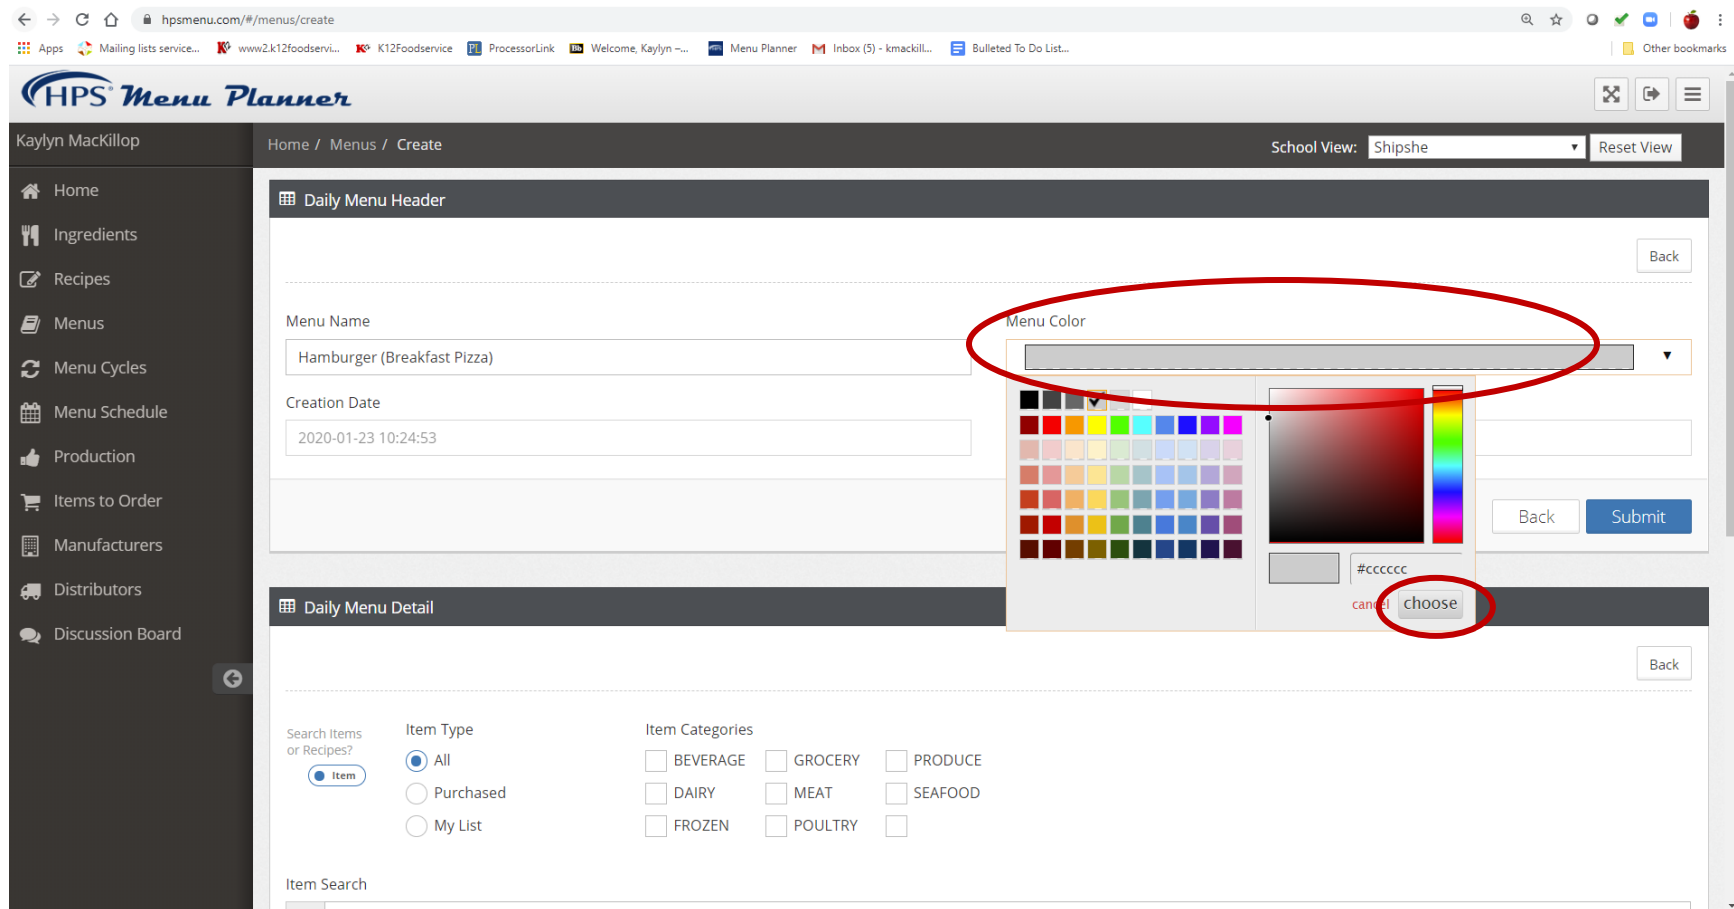 hpsmenu.com/#/menus/create
Apps Mailing lists service... K¹² www2.k12foodservi... K¹² K12Foodservice PL ProcessorLink Bb Welcome, Kaylyn –... Menu Planner Inbox (5) - kmackill... Bulleted To Do List... Other bookmarks
HPS Menu Planner
Kaylyn MacKillop
Home / Menus / Create
School View: Shipshe Reset View
Home
Ingredients
Recipes
Menus
Menu Cycles
Menu Schedule
Production
Items to Order
Manufacturers
Distributors
Discussion Board
Daily Menu Header
Back
Menu Name
Menu Color
Hamburger (Breakfast Pizza)
Creation Date
2020-01-23 10:24:53
#cccccc
cancel choose
Back Submit
Daily Menu Detail
Back
Search Items
or Recipes?
Item
Item Type
All
Purchased
My List
Item Categories
BEVERAGE GROCERY PRODUCE
DAIRY MEAT SEAFOOD
FROZEN POULTRY
Item Search